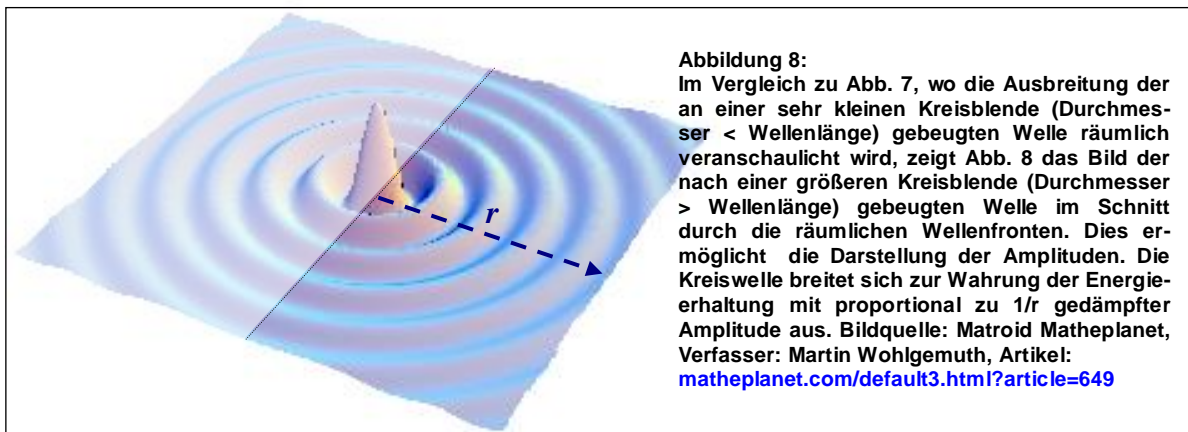 r
Abbildung 8:
Im Vergleich zu Abb. 7, wo die Ausbreitung der
an einer sehr kleinen Kreisblende (Durchmes-
ser < Wellenlänge) gebeugten Welle räumlich
veranschaulicht wird, zeigt Abb. 8 das Bild der
nach einer größeren Kreisblende (Durchmesser
> Wellenlänge) gebeugten Welle im Schnitt
durch die räumlichen Wellenfronten. Dies er-
möglicht die Darstellung der Amplituden. Die
Kreiswelle breitet sich zur Wahrung der Energie-
erhaltung mit proportional zu 1/r gedämpfter
Amplitude aus. Bildquelle: Matroid Matheplanet,
Verfasser: Martin Wohlgemuth, Artikel:
matheplanet.com/default3.html?article=649